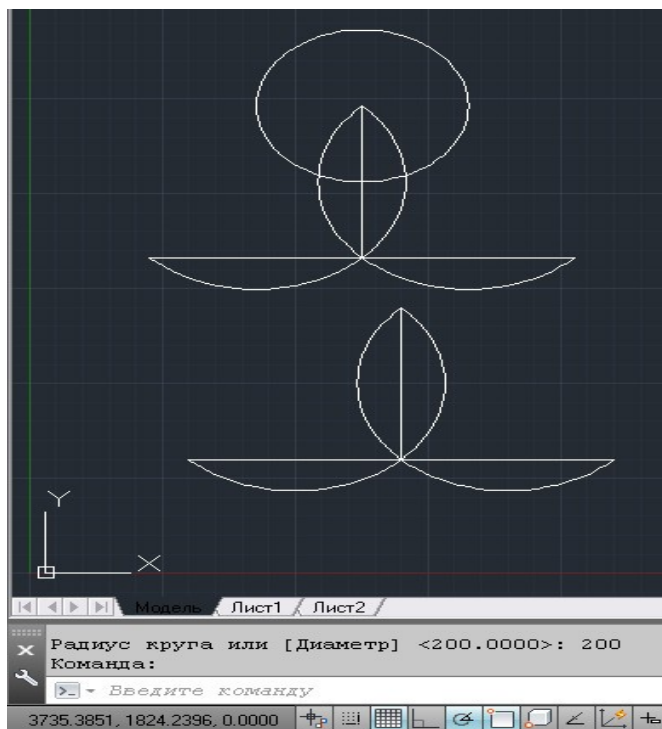 Y
X
Модель Лист1 Лист2
Радиус круга или [Диаметр] <200.0000>: 200
Команда:
Введите команду
3735.3851, 1824.2396, 0.0000